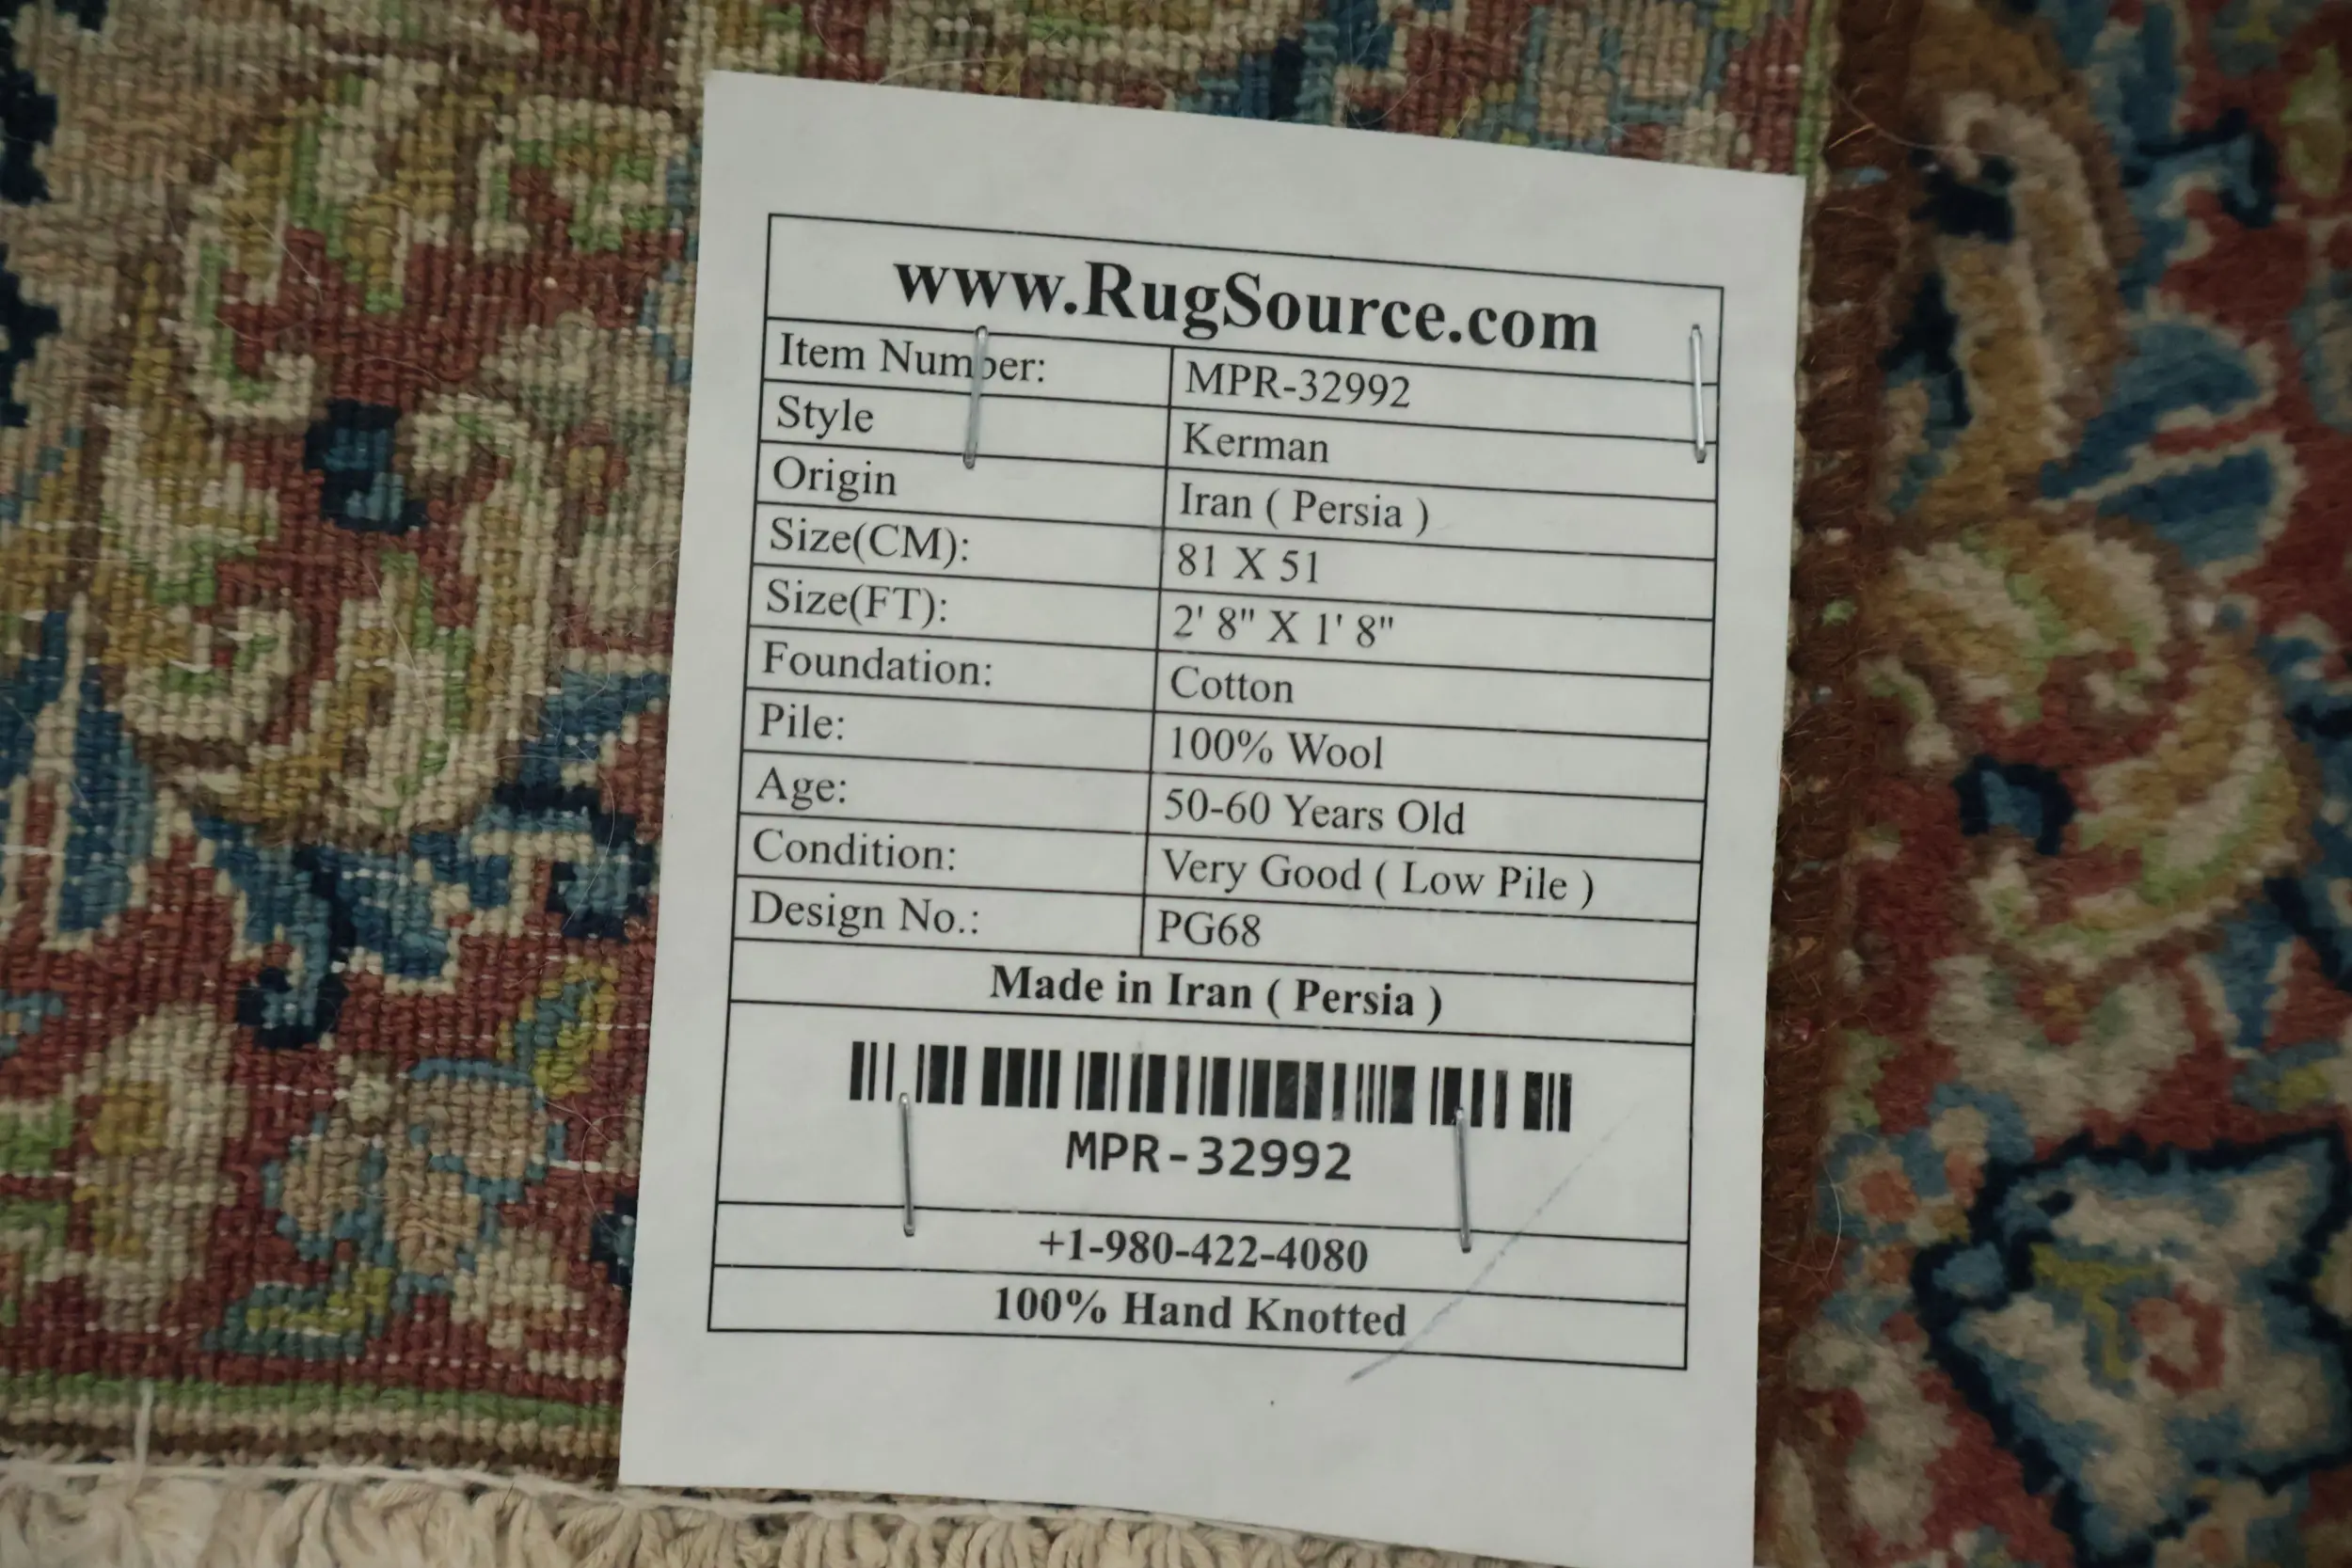 www.RugSource.com
Item Number: MPR-32992
Style Kerman
Origin Iran ( Persia )
Size(CM): 81 X 51
Size(FT): 2' 8" X 1' 8"
Foundation: Cotton
Pile: 100% Wool
Age: 50-60 Years Old
Condition: Very Good ( Low Pile )
Design No.: PG68
Made in Iran ( Persia )
MPR-32992
+1-980-422-4080
100% Hand Knotted